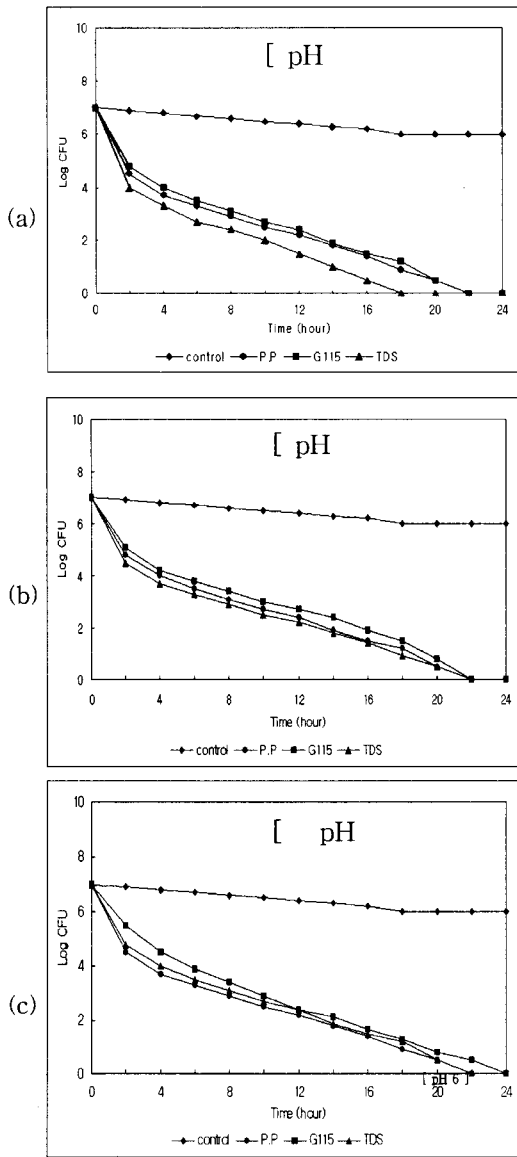 (a)
[ pH
10
8
6
4
2
0
Log CFU
0 4 8 12 16 20 24
Time (hour)
control P.P G115 TDS
(b)
[ pH
10
8
6
4
2
0
Log CFU
0 4 8 12 16 20 24
Time (hour)
control P.P G115 TDS
(c)
[ pH
10
8
6
4
2
0
Log CFU
[ pH 6 ]
0 4 8 12 16 20 24
Time (hour)
control P.P G115 TDS